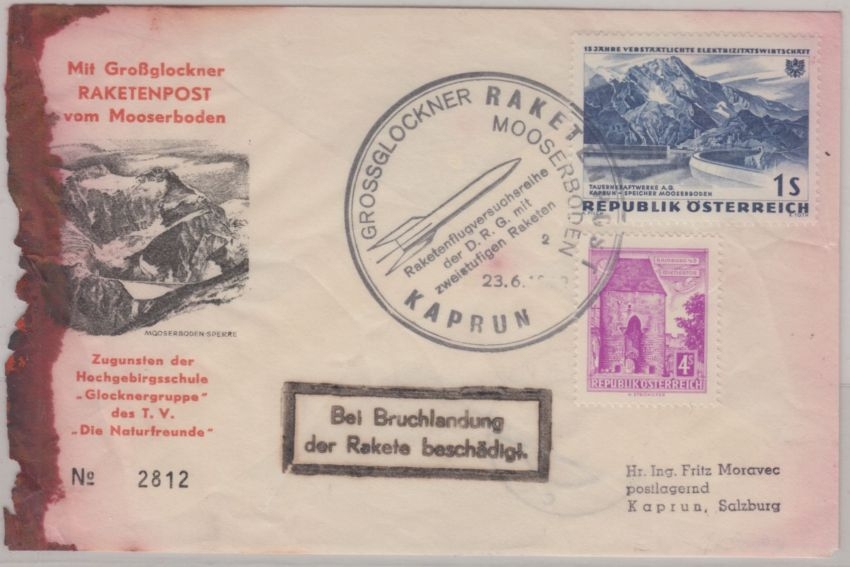 Mit Großglockner
RAKETENPOST
vom Mooserboden
MOOSERBODEN-SPERRE
Zugunsten der
Hochgebirgsschule
„Glocknergruppe"
des T. V.
„Die Naturfreunde"
№ 2812
GROSSGLOCKNER RAKETENPOST
MOOSERBODEN
Raketenflugversuchsreihe
der D. R. G. mit
zweistufigen Raketen
2
23.6.
KAPRUN
15 JAHRE VERSTAATLICHTE ELEKTRIZITÄTSWIRTSCHAFT
TAUERNKRAFTWERKE A.G.
KAPRUN - SPEICHER MOOSERBODEN
1S
REPUBLIK ÖSTERREICH
4S
REPUBLIK ÖSTERREICH
Bei Bruchlandung
der Rakete beschädigt.
Hr. Ing. Fritz Moravec
postlagernd
Kaprun, Salzburg